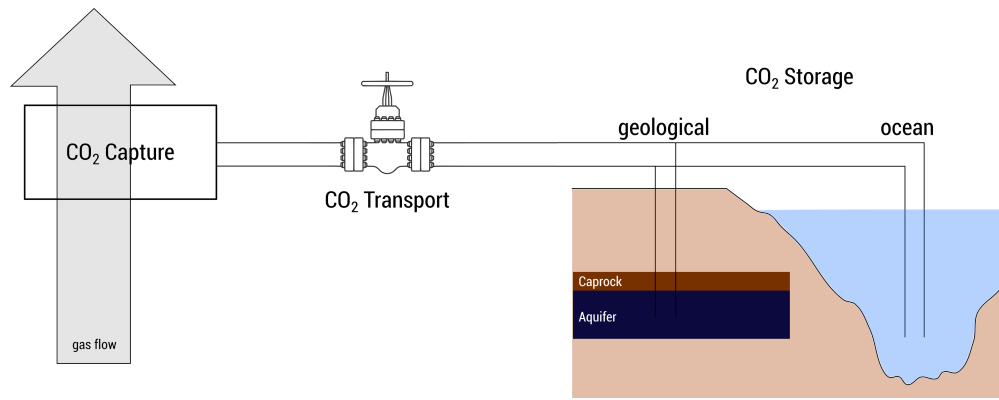 CO₂ Storage
geological
ocean
CO₂ Capture
CO₂ Transport
Caprock
Aquifer
gas flow